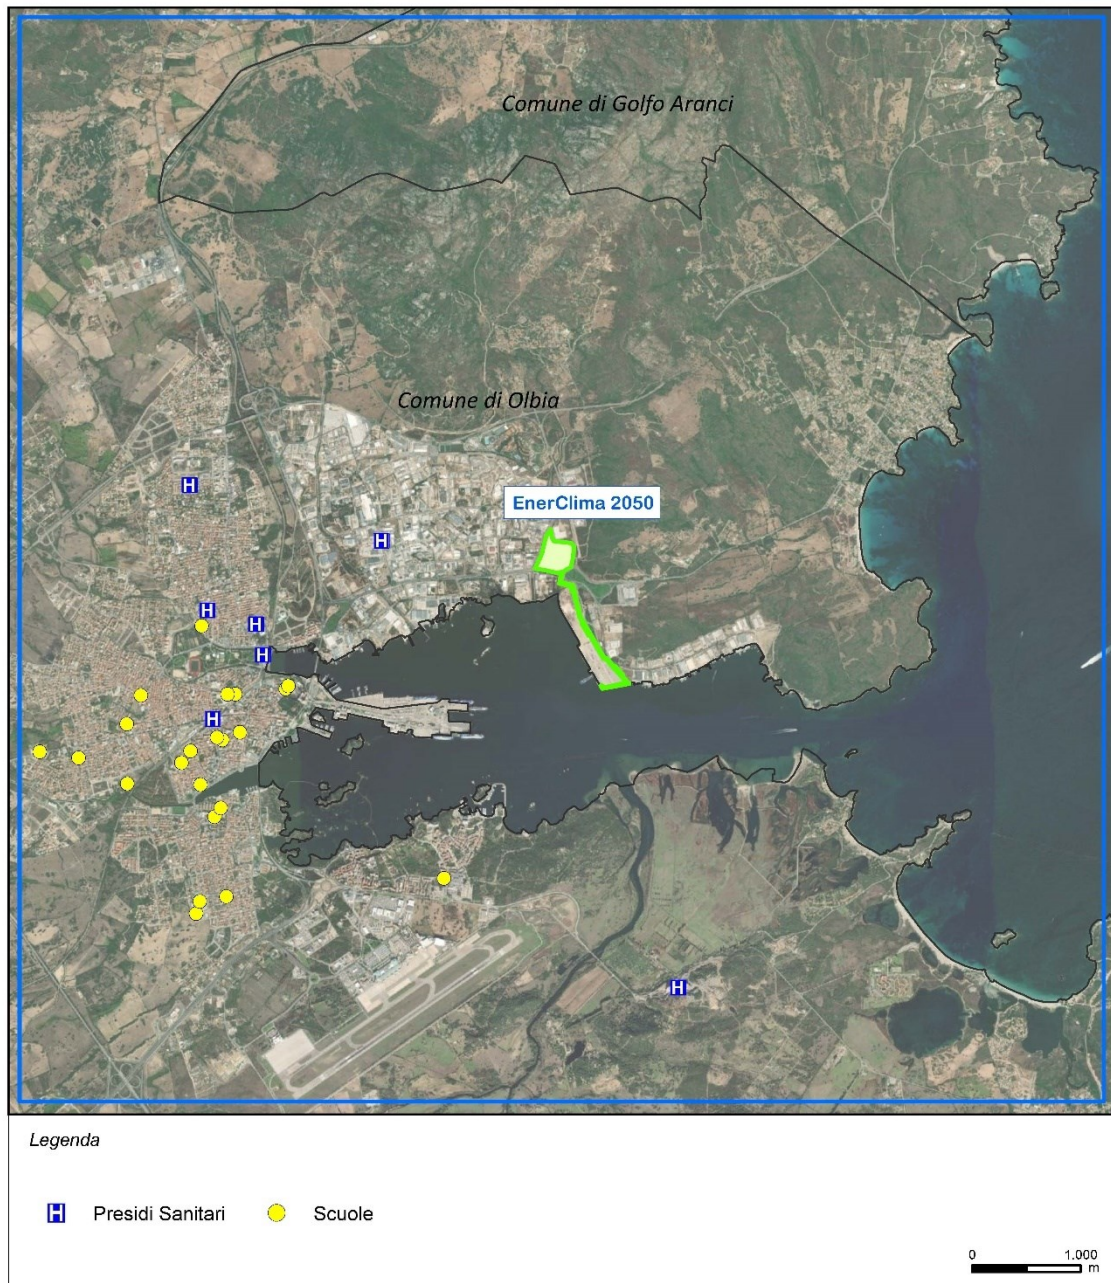 Comune di Golfo Aranci
Comune di Olbia
EnerClima 2050
H
H
H
H
H
H
H
Legenda
H Presidi Sanitari Scuole
0 1.000
m